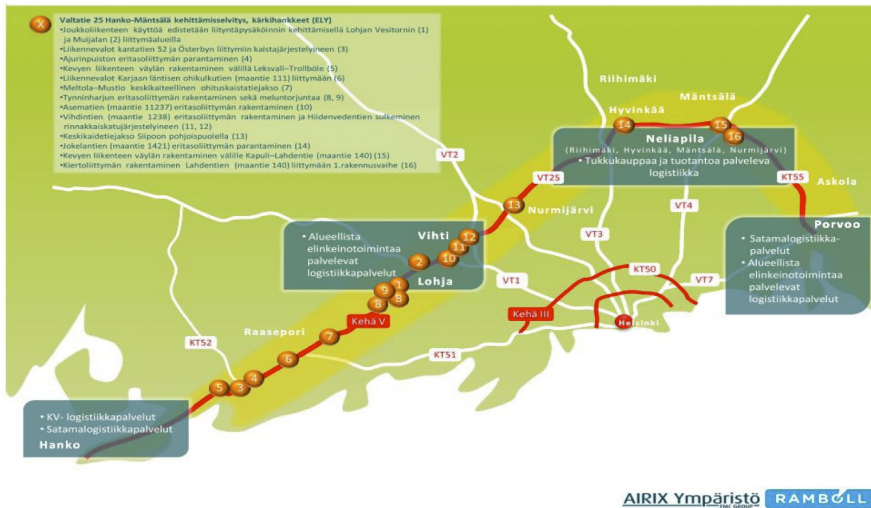 X
Valtatie 25 Hanko-Mäntsälä kehittämisselvitys, kärkihankkeet (ELY)
•Joukkoliikenteen käyttöä edistetään liityntäpysäköinnin kehittämisellä Lohjan Vesitornin (1)
ja Muijalan (2) liittymäalueilla
•Liikennevalot kantatien 52 ja Österbyn liittymiin kaistajärjestelyineen (3)
•Ajurinpuiston eritasoliittymän parantaminen (4)
•Kevyen liikenteen väylän rakentaminen välillä Leksvall–Trollböle (5)
•Liikennevalot Karjaan läntisen ohikulkutien (maantie 111) liittymään (6)
•Meltola–Mustio keskikaiteellinen ohituskaistatiejakso (7)
•Tynninharjun eritasoliittymän rakentaminen sekä meluntorjuntaa (8, 9)
•Asemantien (maantie 11237) eritasoliittymän parantaminen (10)
•Vihdintien (maantie 1238) eritasoliittymän rakentaminen ja Hiidenvedentien sulkeminen
rinnakkaiskatujärjestelyineen (11, 12)
•Keskikaidetiejakso Siipoon pohjoispuolella (13)
•Jokelantien (maantie 1421) eritasoliittymän parantaminen (14)
•Kevyen liikenteen väylän rakentaminen välille Kapuli–Lahdentie (maantie 140) (15)
•Kiertoliittymän rakentaminen Lahdentien (maantie 140) liittymään 1.rakennusvaihe (16)
Riihimäki
Mäntsälä
Hyvinkää
14
15
16
Neliapila
(Riihimäki, Hyvinkää, Mäntsälä, Nurmijärvi)
• Tukkukauppaa ja tuotantoa palveleva
logistiikka
VT2
VT25
KT55
Askola
13
Nurmijärvi
VT4
Porvoo
• Satamalogistiikka-
palvelut
• Alueellista
elinkeinotoimintaa
palvelevat
logistiikkapalvelut
• Alueellista
elinkeinotoimintaa
palvelevat
logistiikkapalvelut
Vihti
12
11
10
2
Lohja
VT3
KT50
VT1
VT7
1
9
8
8
Kehä V
Kehä III
Helsinki
Raasepori
7
KT52
6
KT51
4
5
3
• KV- logistiikkapalvelut
• Satamalogistiikkapalvelut
Hanko
AIRIX Ympäristö
FMC GROUP
RAMBOLL